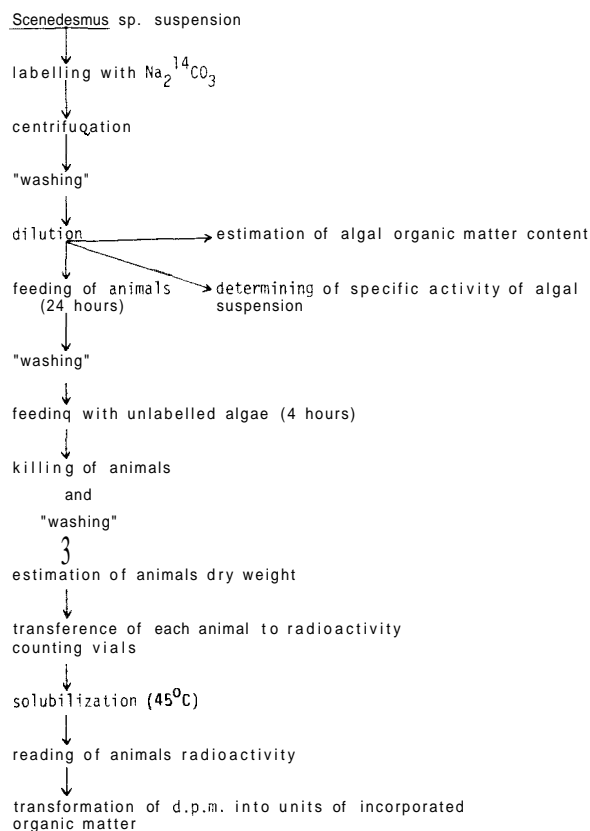 Scenedesmus sp. suspension
labelling with Na₂¹⁴CO₃
centrifuqation
"washing"
dilution
estimation of algal organic matter content
feeding of animals
(24 hours)
determining of specific activity of algal
suspension
"washing"
feedinq with unlabelled algae (4 hours)
killing of animals
and
"washing"
3
estimation of animals dry weight
transference of each animal to radioactivity
counting vials
solubilization (45⁰C)
reading of animals radioactivity
transformation of d.p.m. into units of incorporated
organic matter